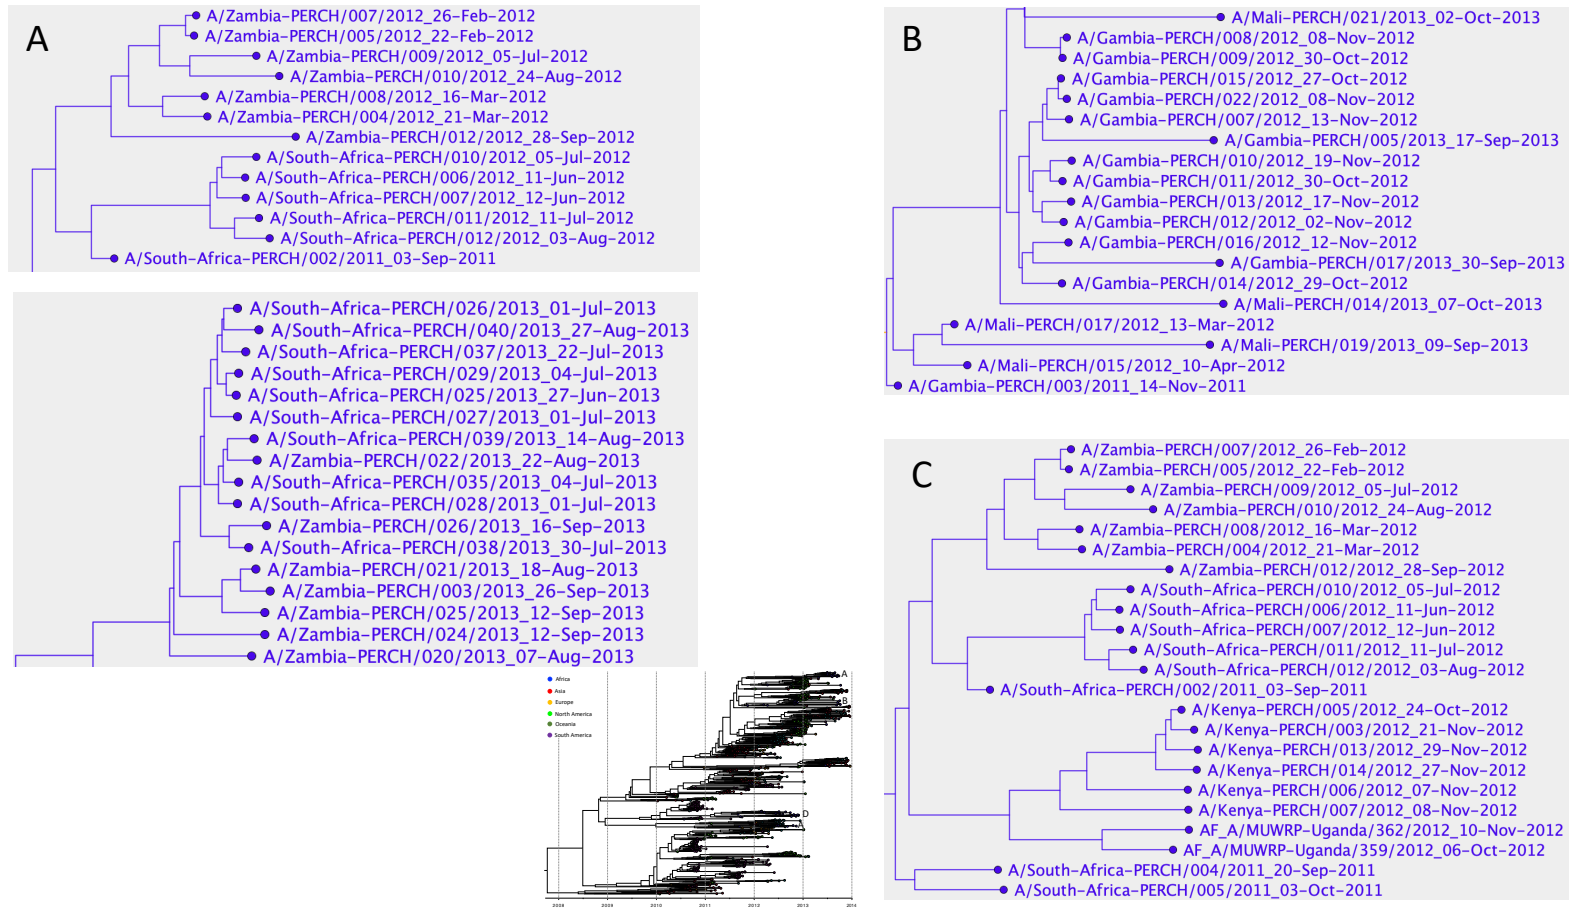 A
A/Zambia-PERCH/007/2012_26-Feb-2012
A/Zambia-PERCH/005/2012_22-Feb-2012
A/Zambia-PERCH/009/2012_05-Jul-2012
A/Zambia-PERCH/010/2012_24-Aug-2012
A/Zambia-PERCH/008/2012_16-Mar-2012
A/Zambia-PERCH/004/2012_21-Mar-2012
A/Zambia-PERCH/012/2012_28-Sep-2012
A/South-Africa-PERCH/010/2012_05-Jul-2012
A/South-Africa-PERCH/006/2012_11-Jun-2012
A/South-Africa-PERCH/007/2012_12-Jun-2012
A/South-Africa-PERCH/011/2012_11-Jul-2012
A/South-Africa-PERCH/012/2012_03-Aug-2012
A/South-Africa-PERCH/002/2011_03-Sep-2011
A/South-Africa-PERCH/026/2013_01-Jul-2013
A/South-Africa-PERCH/040/2013_27-Aug-2013
A/South-Africa-PERCH/037/2013_22-Jul-2013
A/South-Africa-PERCH/029/2013_04-Jul-2013
A/South-Africa-PERCH/025/2013_27-Jun-2013
A/South-Africa-PERCH/027/2013_01-Jul-2013
A/South-Africa-PERCH/039/2013_14-Aug-2013
A/Zambia-PERCH/022/2013_22-Aug-2013
A/South-Africa-PERCH/035/2013_04-Jul-2013
A/South-Africa-PERCH/028/2013_01-Jul-2013
A/Zambia-PERCH/026/2013_16-Sep-2013
A/South-Africa-PERCH/038/2013_30-Jul-2013
A/Zambia-PERCH/021/2013_18-Aug-2013
A/Zambia-PERCH/003/2013_26-Sep-2013
A/Zambia-PERCH/025/2013_12-Sep-2013
A/Zambia-PERCH/024/2013_12-Sep-2013
A/Zambia-PERCH/020/2013_07-Aug-2013
B
A/Mali-PERCH/021/2013_02-Oct-2013
A/Gambia-PERCH/008/2012_08-Nov-2012
A/Gambia-PERCH/009/2012_30-Oct-2012
A/Gambia-PERCH/015/2012_27-Oct-2012
A/Gambia-PERCH/022/2012_08-Nov-2012
A/Gambia-PERCH/007/2012_13-Nov-2012
A/Gambia-PERCH/005/2013_17-Sep-2013
A/Gambia-PERCH/010/2012_19-Nov-2012
A/Gambia-PERCH/011/2012_30-Oct-2012
A/Gambia-PERCH/013/2012_17-Nov-2012
A/Gambia-PERCH/012/2012_02-Nov-2012
A/Gambia-PERCH/016/2012_12-Nov-2012
A/Gambia-PERCH/017/2013_30-Sep-2013
A/Gambia-PERCH/014/2012_29-Oct-2012
A/Mali-PERCH/014/2013_07-Oct-2013
A/Mali-PERCH/017/2012_13-Mar-2012
A/Mali-PERCH/019/2013_09-Sep-2013
A/Mali-PERCH/015/2012_10-Apr-2012
A/Gambia-PERCH/003/2011_14-Nov-2011
C
A/Zambia-PERCH/007/2012_26-Feb-2012
A/Zambia-PERCH/005/2012_22-Feb-2012
A/Zambia-PERCH/009/2012_05-Jul-2012
A/Zambia-PERCH/010/2012_24-Aug-2012
A/Zambia-PERCH/008/2012_16-Mar-2012
A/Zambia-PERCH/004/2012_21-Mar-2012
A/Zambia-PERCH/012/2012_28-Sep-2012
A/South-Africa-PERCH/010/2012_05-Jul-2012
A/South-Africa-PERCH/006/2012_11-Jun-2012
A/South-Africa-PERCH/007/2012_12-Jun-2012
A/South-Africa-PERCH/011/2012_11-Jul-2012
A/South-Africa-PERCH/012/2012_03-Aug-2012
A/South-Africa-PERCH/002/2011_03-Sep-2011
A/Kenya-PERCH/005/2012_24-Oct-2012
A/Kenya-PERCH/003/2012_21-Nov-2012
A/Kenya-PERCH/013/2012_29-Nov-2012
A/Kenya-PERCH/014/2012_27-Nov-2012
A/Kenya-PERCH/006/2012_07-Nov-2012
A/Kenya-PERCH/007/2012_08-Nov-2012
AF_A/MUWRP-Uganda/362/2012_10-Nov-2012
AF_A/MUWRP-Uganda/359/2012_06-Oct-2012
A/South-Africa-PERCH/004/2011_20-Sep-2011
A/South-Africa-PERCH/005/2011_03-Oct-2011
Africa
Asia
Europe
North America
Oceania
South America
A
B
D
2008 2009 2010 2011 2012 2013 2014